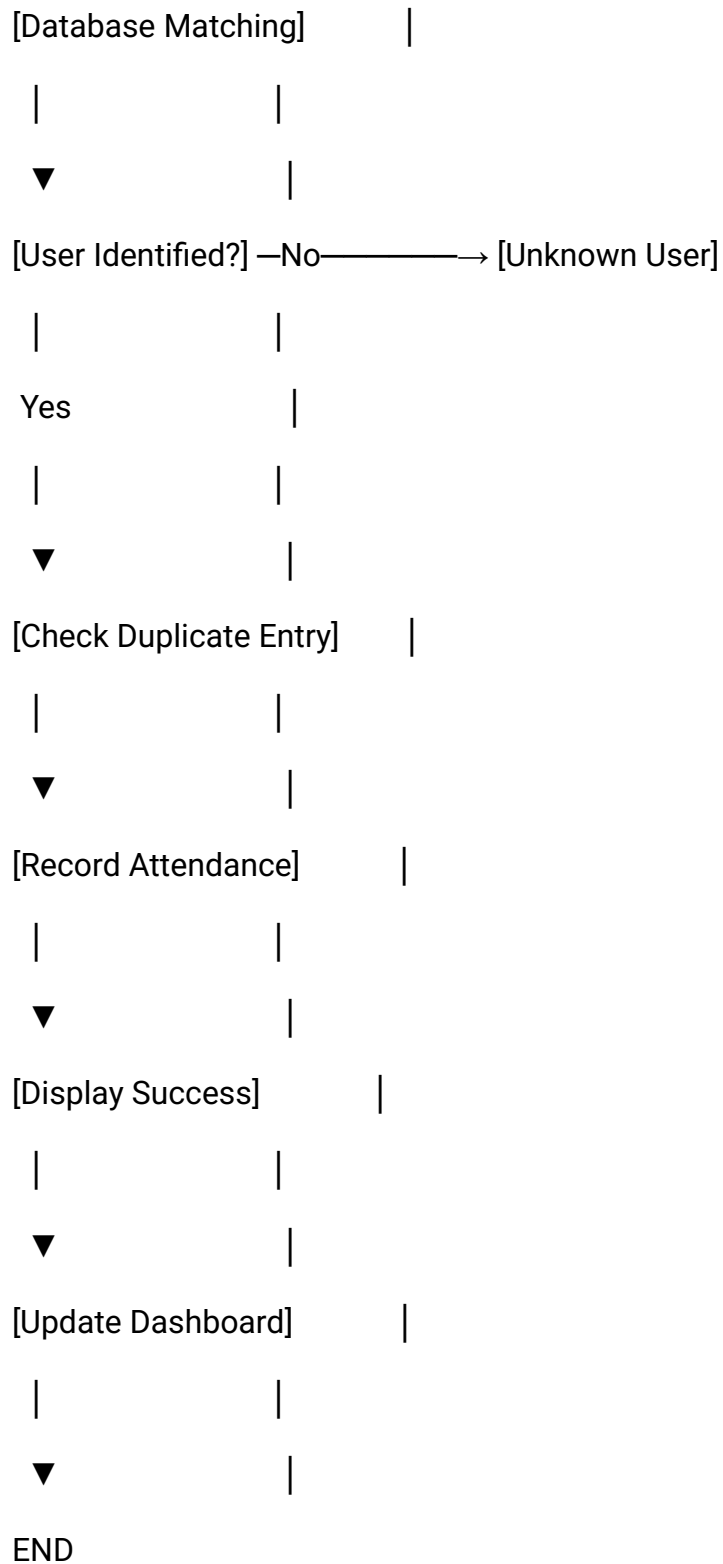 [Database Matching] │
│ │
▼ │
[User Identified?] ─No──────→ [Unknown User]
│ │
Yes │
│ │
▼ │
[Check Duplicate Entry] │
│ │
▼ │
[Record Attendance] │
│ │
▼ │
[Display Success] │
│ │
▼ │
[Update Dashboard] │
│ │
▼ │
END